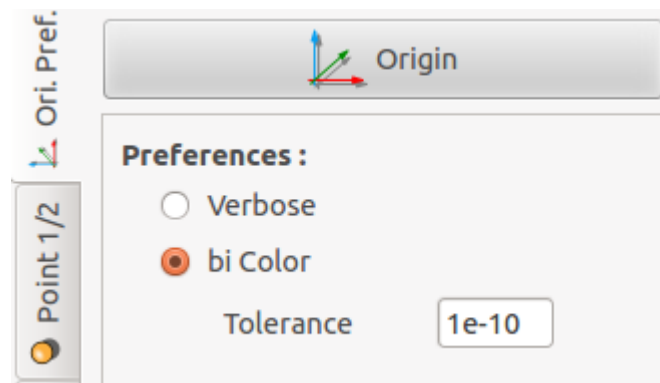 Ori. Pref.
Point 1/2
Origin
Preferences :
Verbose
bi Color
Tolerance 1e-10